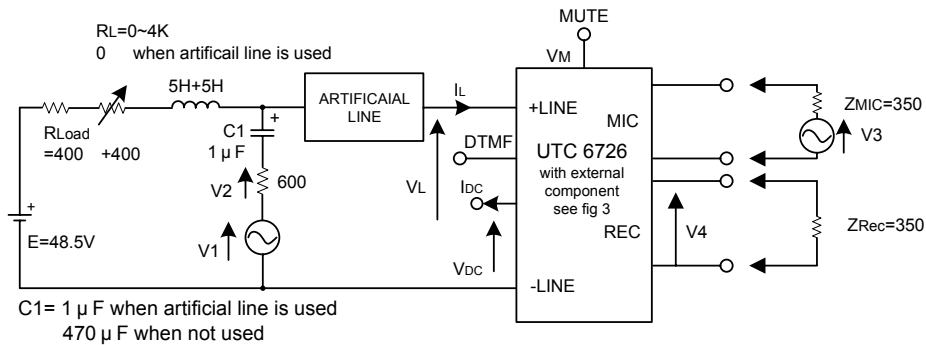 MUTE
RL=0~4K
0 when artificail line is used
VM
5H+5H
ARTIFICAIAL
LINE
IL
+LINE
MIC
ZMIC=350
V3
RLoad
=400 +400
C1
+
1 µ F
DTMF
UTC 6726
with external
component
see fig 3
V2
600
VL
IDC
REC
V4
ZRec=350
+
E=48.5V
V1
VDC
-LINE
C1= 1 µ F when artificial line is used
470 µ F when not used